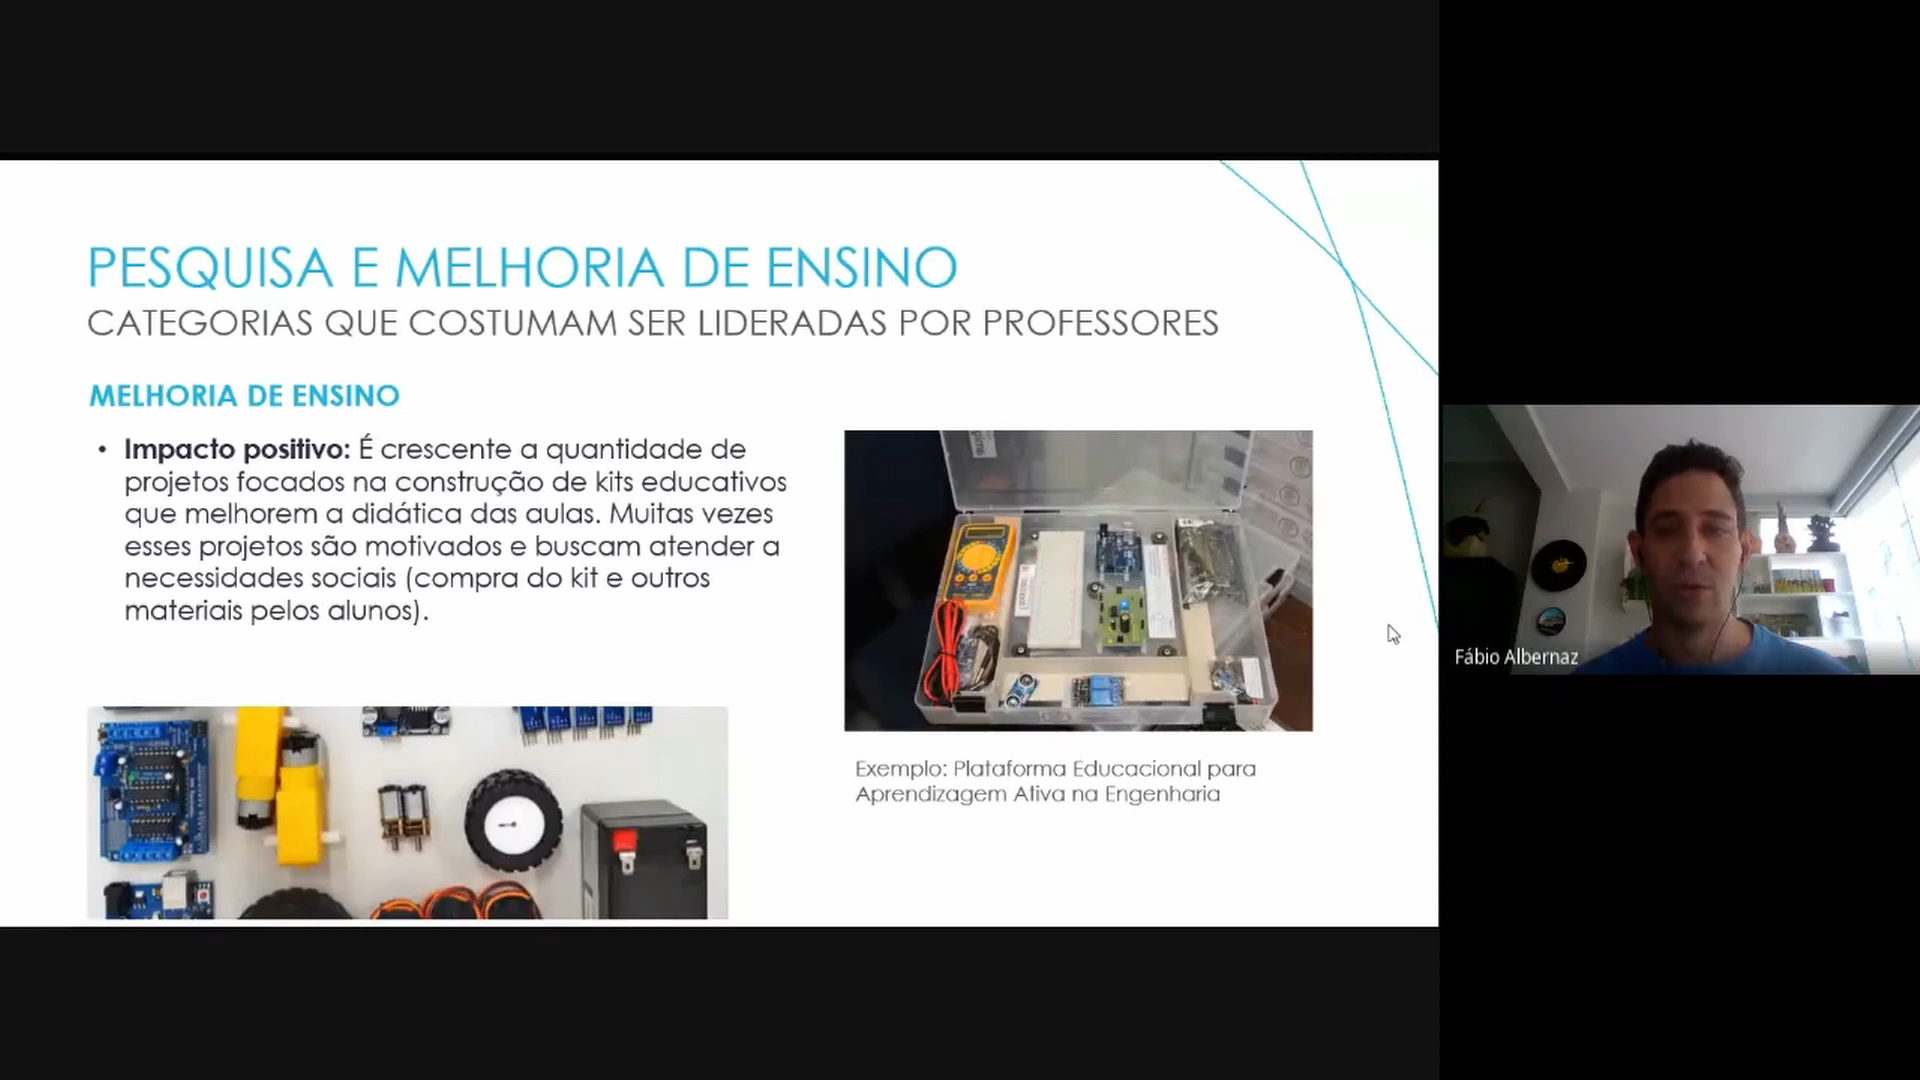 PESQUISA E MELHORIA DE ENSINO
CATEGORIAS QUE COSTUMAM SER LIDERADAS POR PROFESSORES
MELHORIA DE ENSINO
• Impacto positivo: É crescente a quantidade de
projetos focados na construção de kits educativos
que melhorem a didática das aulas. Muitas vezes
esses projetos são motivados e buscam atender a
necessidades sociais (compra do kit e outros
materiais pelos alunos).
Exemplo: Plataforma Educacional para
Aprendizagem Ativa na Engenharia
Fábio Albernaz